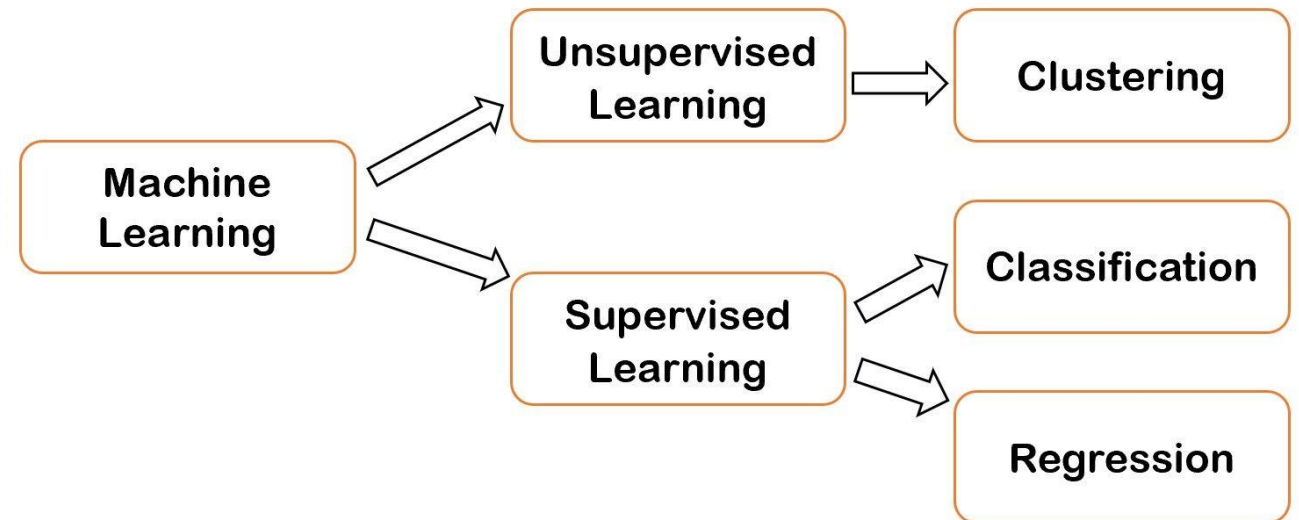 Machine
Learning
Unsupervised
Learning
Clustering
Supervised
Learning
Classification
Regression